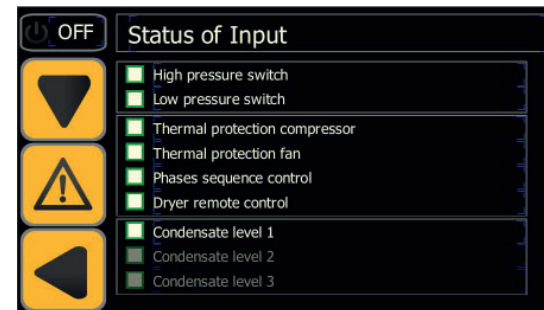 OFF
Status of Input
High pressure switch
Low pressure switch
Thermal protection compressor
Thermal protection fan
Phases sequence control
Dryer remote control
Condensate level 1
Condensate level 2
Condensate level 3